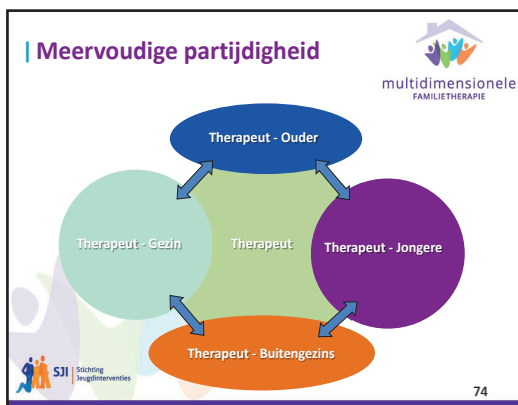 | Meervoudige partijdigheid
multidimensionele
FAMILIETHERAPIE
Therapeut - Ouder
Therapeut - Gezin
Therapeut
Therapeut - Jongere
Therapeut - Buitengezins
SJI | Stichting
Jeugdinterventies
74